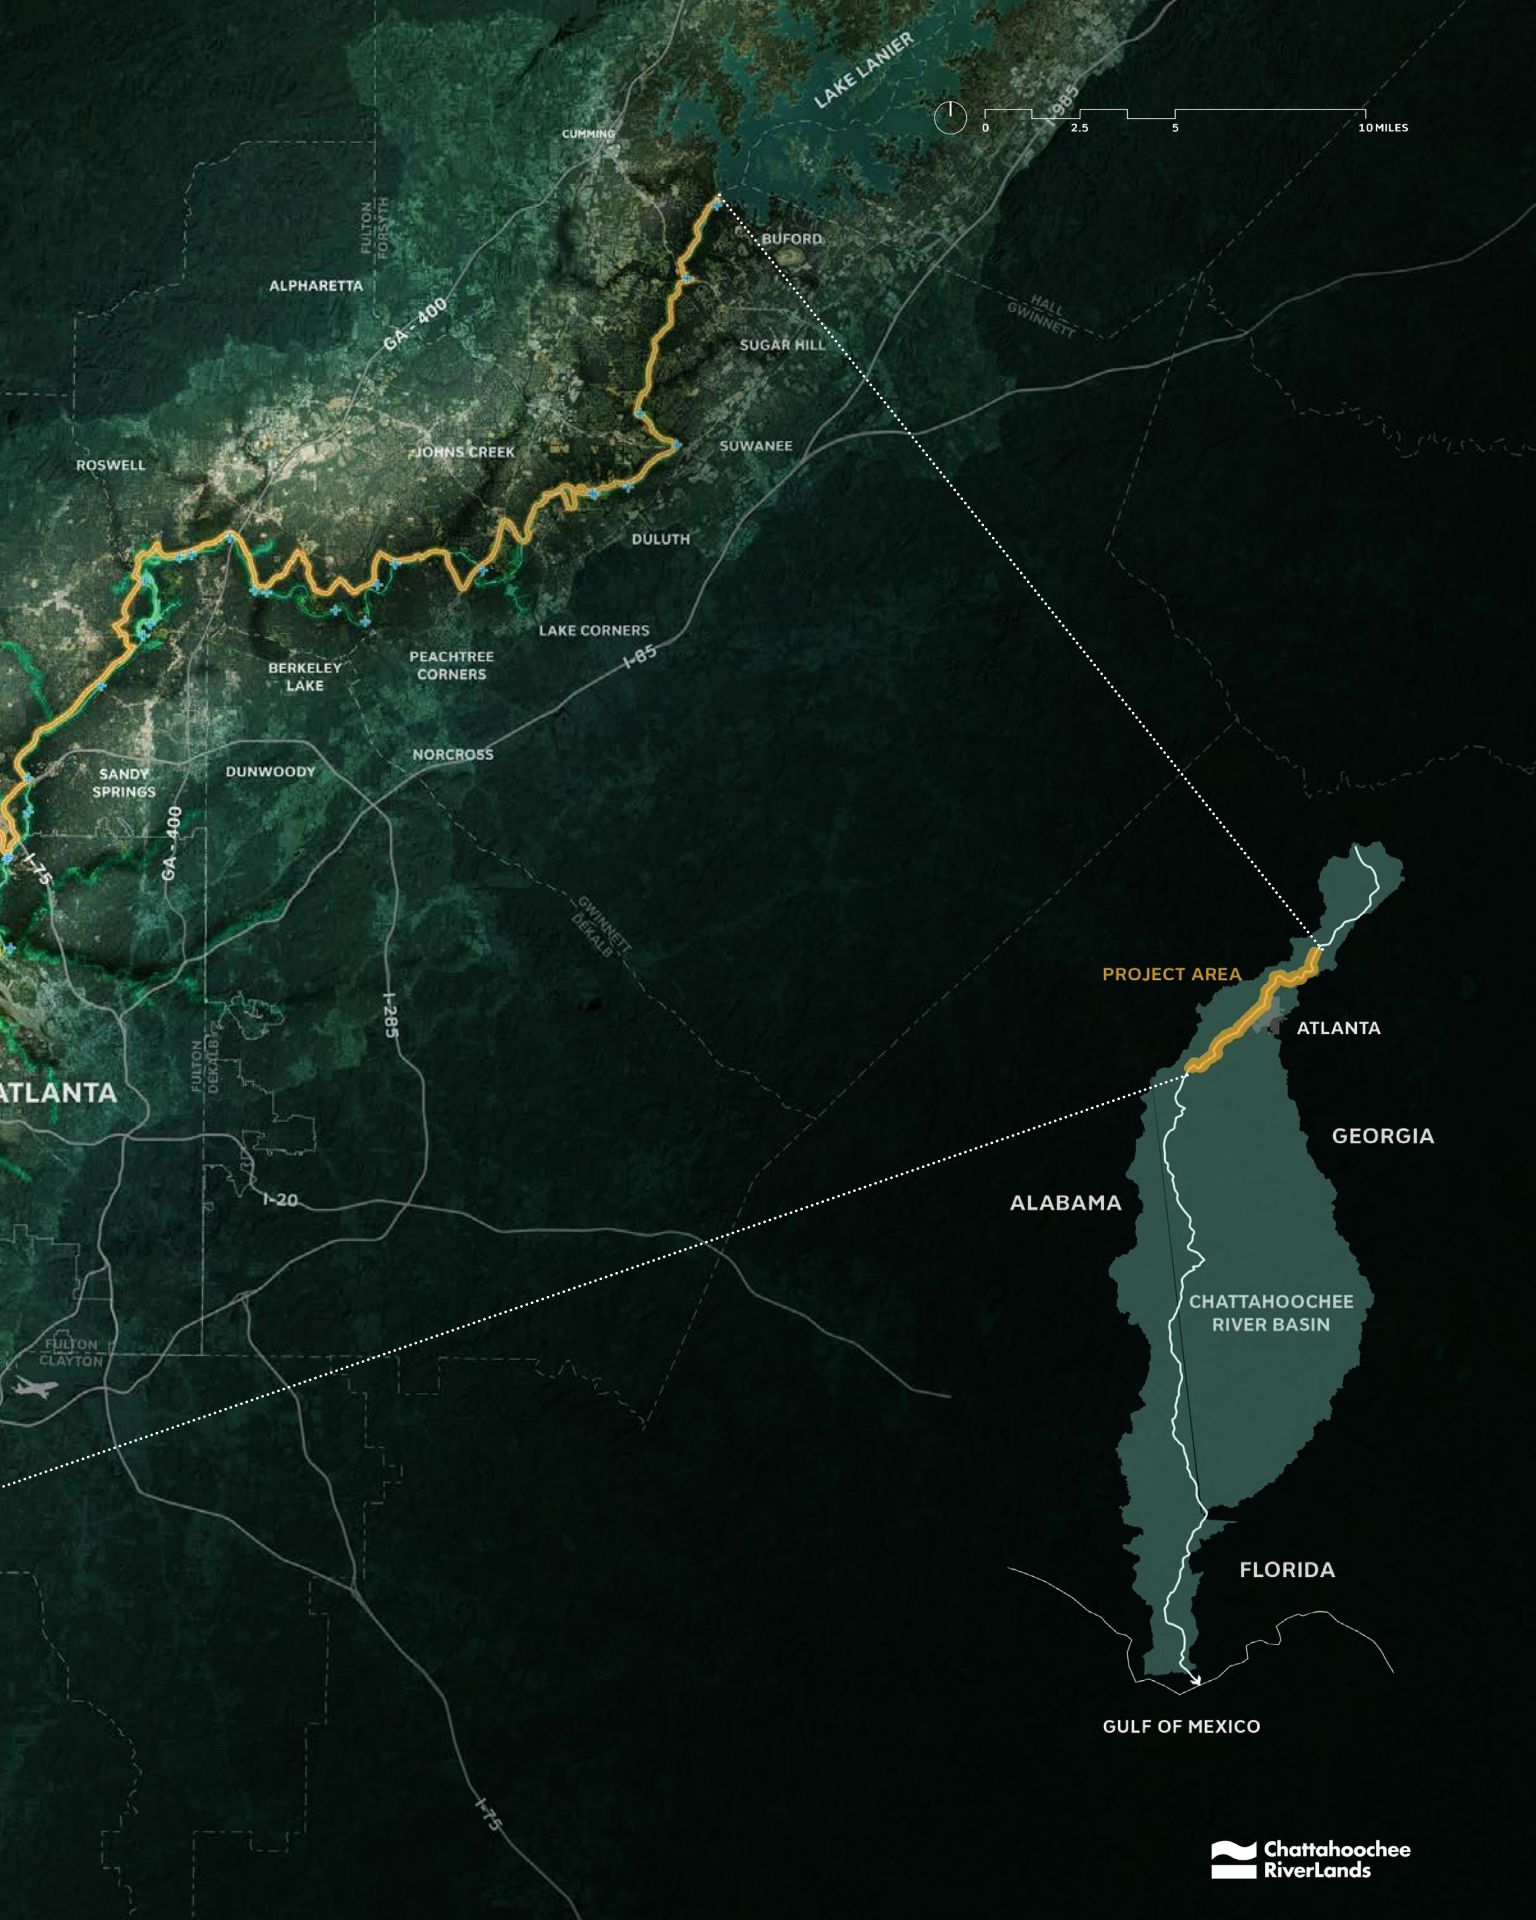 LAKE LANIER
I-985
0 2.5 5 10 MILES
CUMMING
FULTON
FORSYTH
BUFORD
ALPHARETTA
HALL
GWINNETT
GA - 400
SUGAR HILL
SUWANEE
JOHNS CREEK
ROSWELL
DULUTH
LAKE CORNERS
I-85
PEACHTREE
CORNERS
BERKELEY
LAKE
NORCROSS
SANDY
SPRINGS
DUNWOODY
GA - 400
I-75
GWINNETT
DEKALB
PROJECT AREA
I-285
ATLANTA
FULTON
DEKALB
ATLANTA
GEORGIA
I-20
ALABAMA
CHATTAHOOCHEE
RIVER BASIN
FULTON
CLAYTON
FLORIDA
GULF OF MEXICO
I-75
Chattahoochee
RiverLands